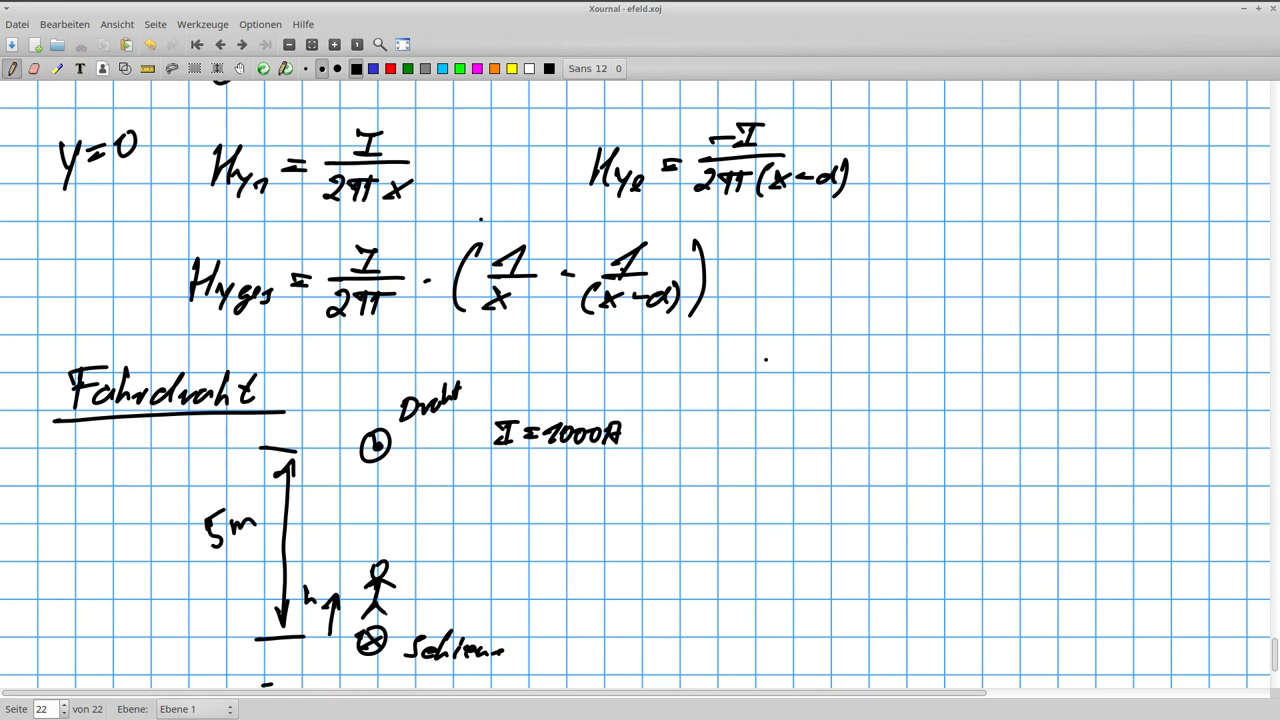 Xournal - efeld.xoj
Datei Bearbeiten Ansicht Seite Werkzeuge Optionen Hilfe
Sans 12 0
y=0 Hy1 = I/(2π x) Hy2 = -I/(2π(x-d))
Hyges = I/(2π) · (1/x - 1/(x-d))
Fahrdraht
Draht
I = 1000A
5m
h
Schiene
Seite 22 von 22 Ebene: Ebene 1